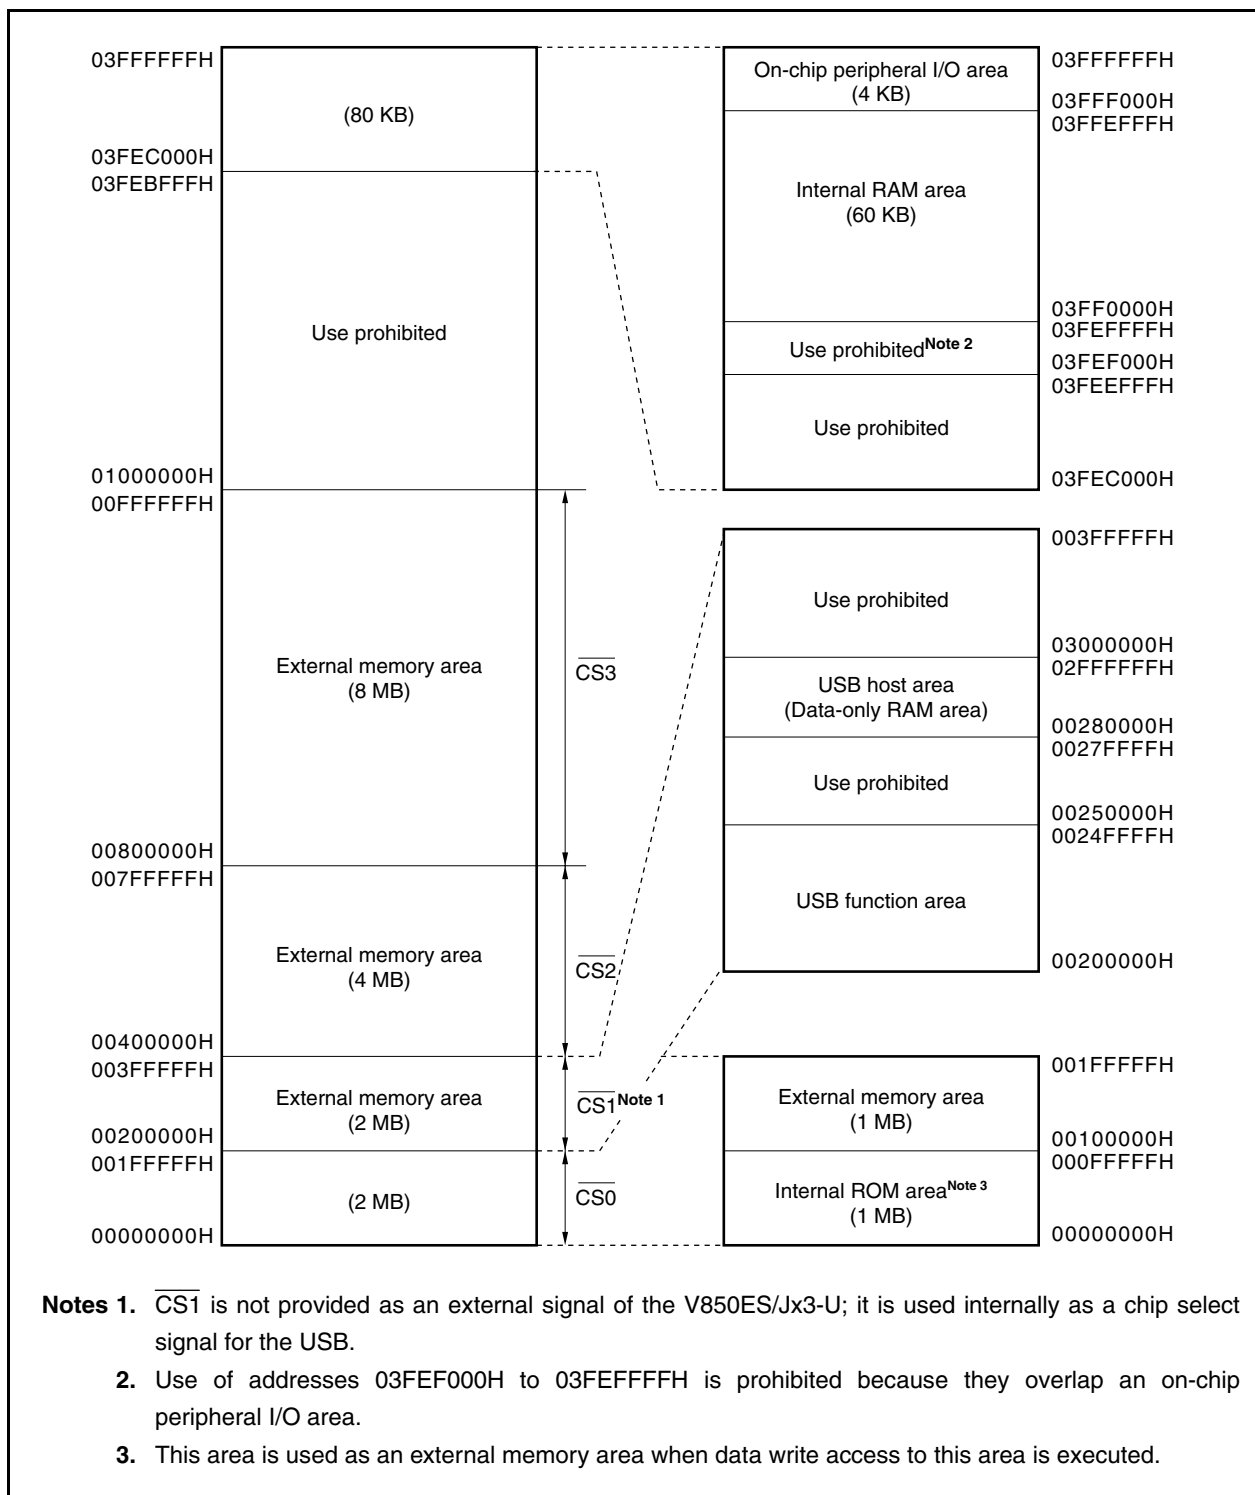 03FFFFFFH
(80 KB)
03FEC000H
03FEBFFFH
Use prohibited
01000000H
00FFFFFFH
External memory area
(8 MB)
CS3
00800000H
007FFFFFH
External memory area
(4 MB)
CS2
00400000H
003FFFFFH
External memory area
(2 MB)
CS1 Note 1
00200000H
001FFFFFH
(2 MB)
CS0
00000000H
On-chip peripheral I/O area
(4 KB)
03FFFFFFH
03FFF000H
03FFEFFFH
Internal RAM area
(60 KB)
03FF0000H
03FEFFFFH
Use prohibited Note 2
03FEF000H
03FEEFFFH
Use prohibited
03FEC000H
003FFFFFH
Use prohibited
03000000H
02FFFFFFH
USB host area
(Data-only RAM area)
00280000H
0027FFFFH
Use prohibited
00250000H
0024FFFFH
USB function area
00200000H
001FFFFFH
External memory area
(1 MB)
00100000H
000FFFFFH
Internal ROM area Note 3
(1 MB)
00000000H
Notes 1. CS1 is not provided as an external signal of the V850ES/Jx3-U; it is used internally as a chip select
signal for the USB.
2. Use of addresses 03FEF000H to 03FEFFFFH is prohibited because they overlap an on-chip
peripheral I/O area.
3. This area is used as an external memory area when data write access to this area is executed.